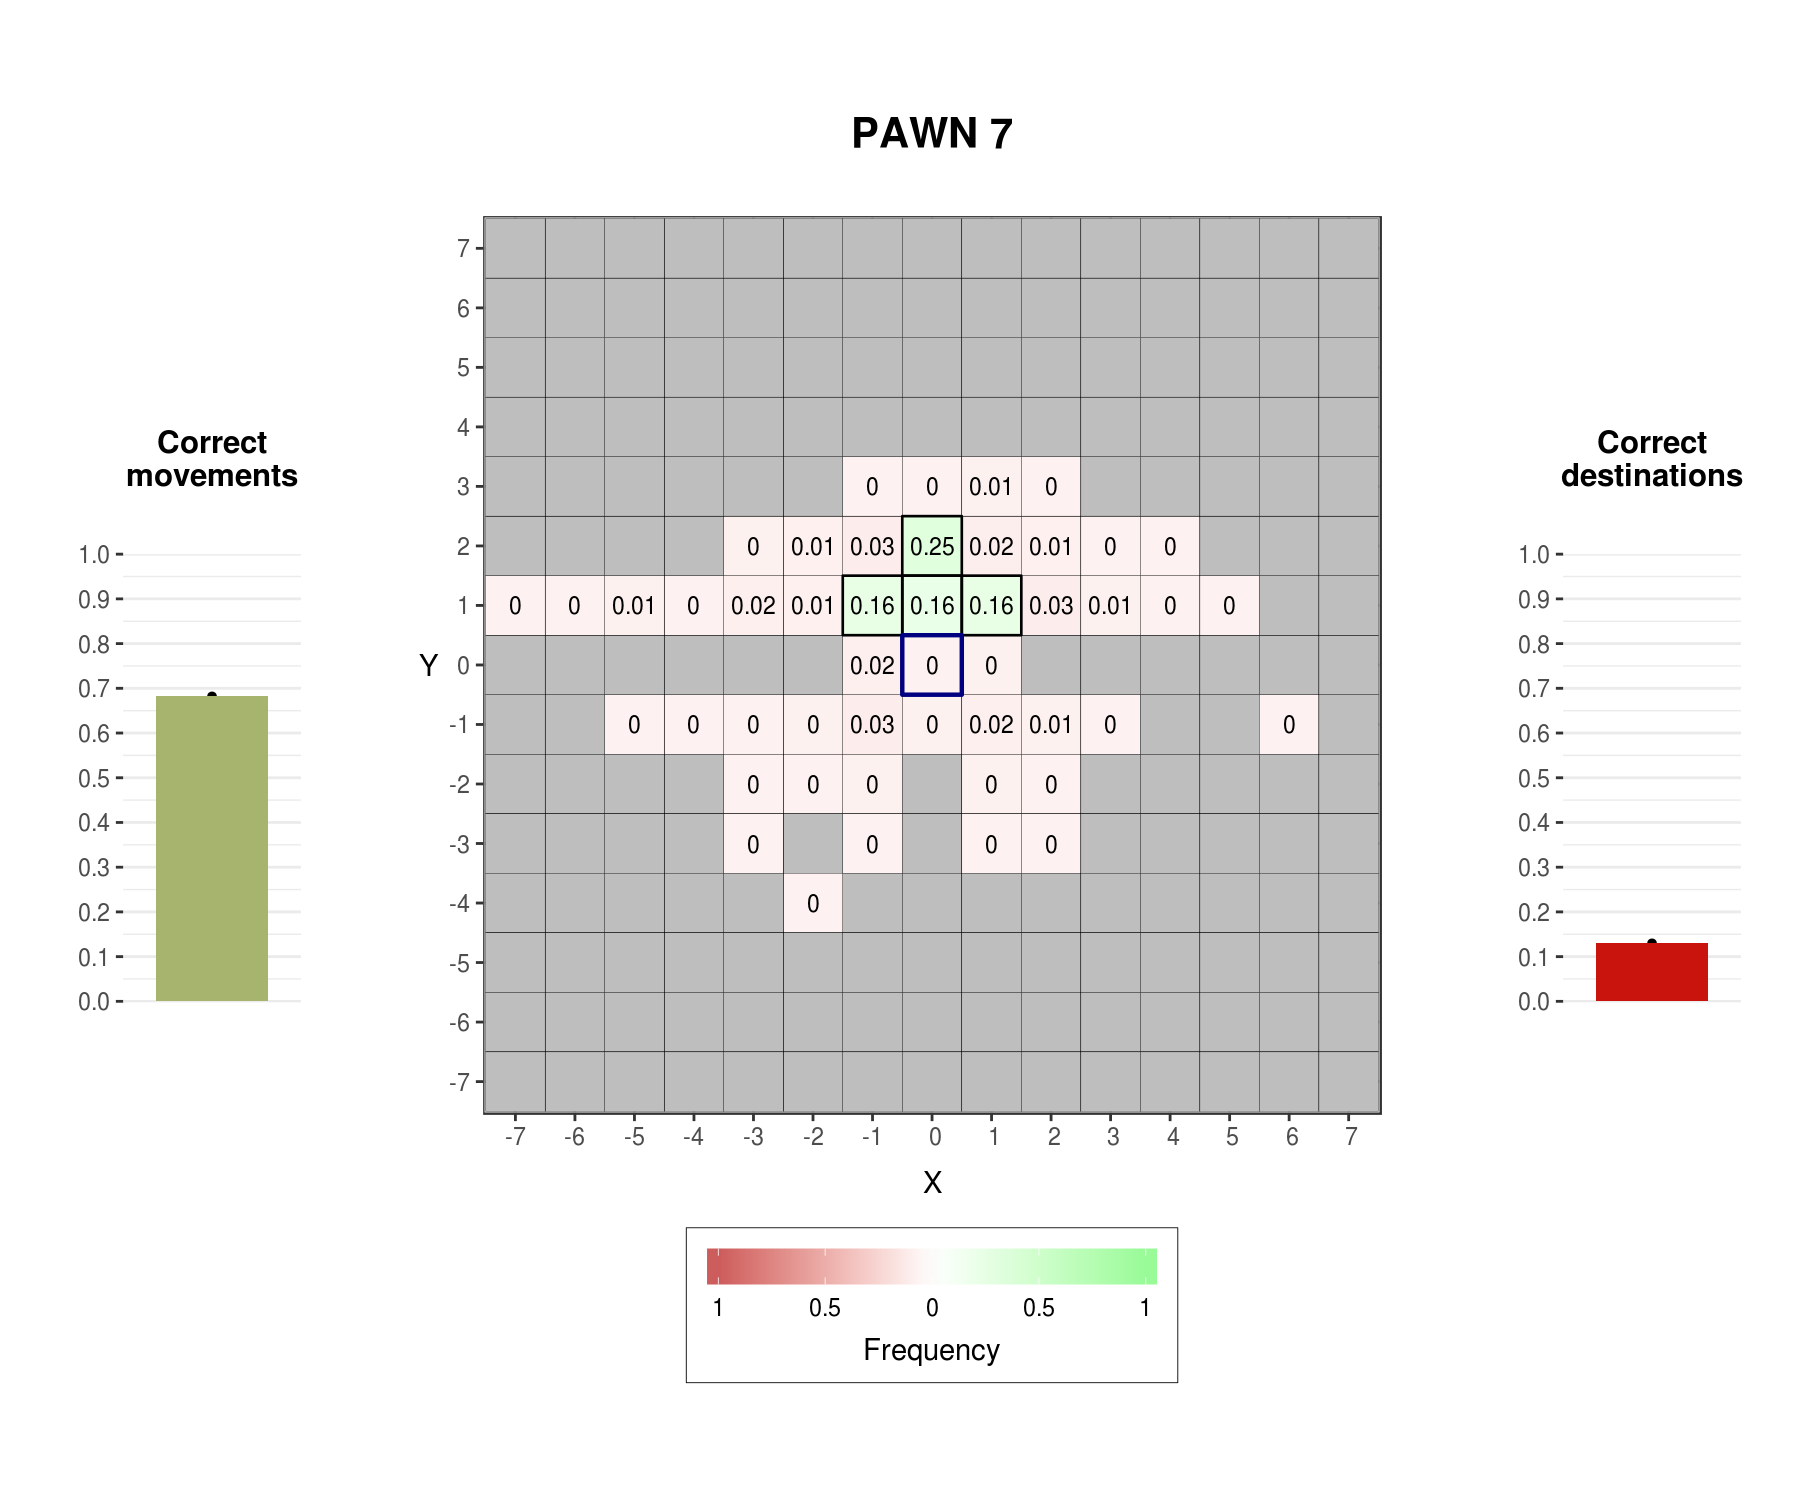 PAWN 7
Correct
movements
1.0
0.9
0.8
0.7
0.6
0.5
0.4
0.3
0.2
0.1
0.0
Y
7
6
5
4
3 0 0 0.01 0
2 0 0.01 0.03 0.25 0.02 0.01 0 0
1 0 0 0.01 0 0.02 0.01 0.16 0.16 0.16 0.03 0.01 0 0
0 0.02 0 0
-1 0 0 0 0 0.03 0 0.02 0.01 0 0
-2 0 0 0 0 0
-3 0 0 0 0
-4 0
-5
-6
-7
-7 -6 -5 -4 -3 -2 -1 0 1 2 3 4 5 6 7
X
1 0.5 0 0.5 1
Frequency
Correct
destinations
1.0
0.9
0.8
0.7
0.6
0.5
0.4
0.3
0.2
0.1
0.0